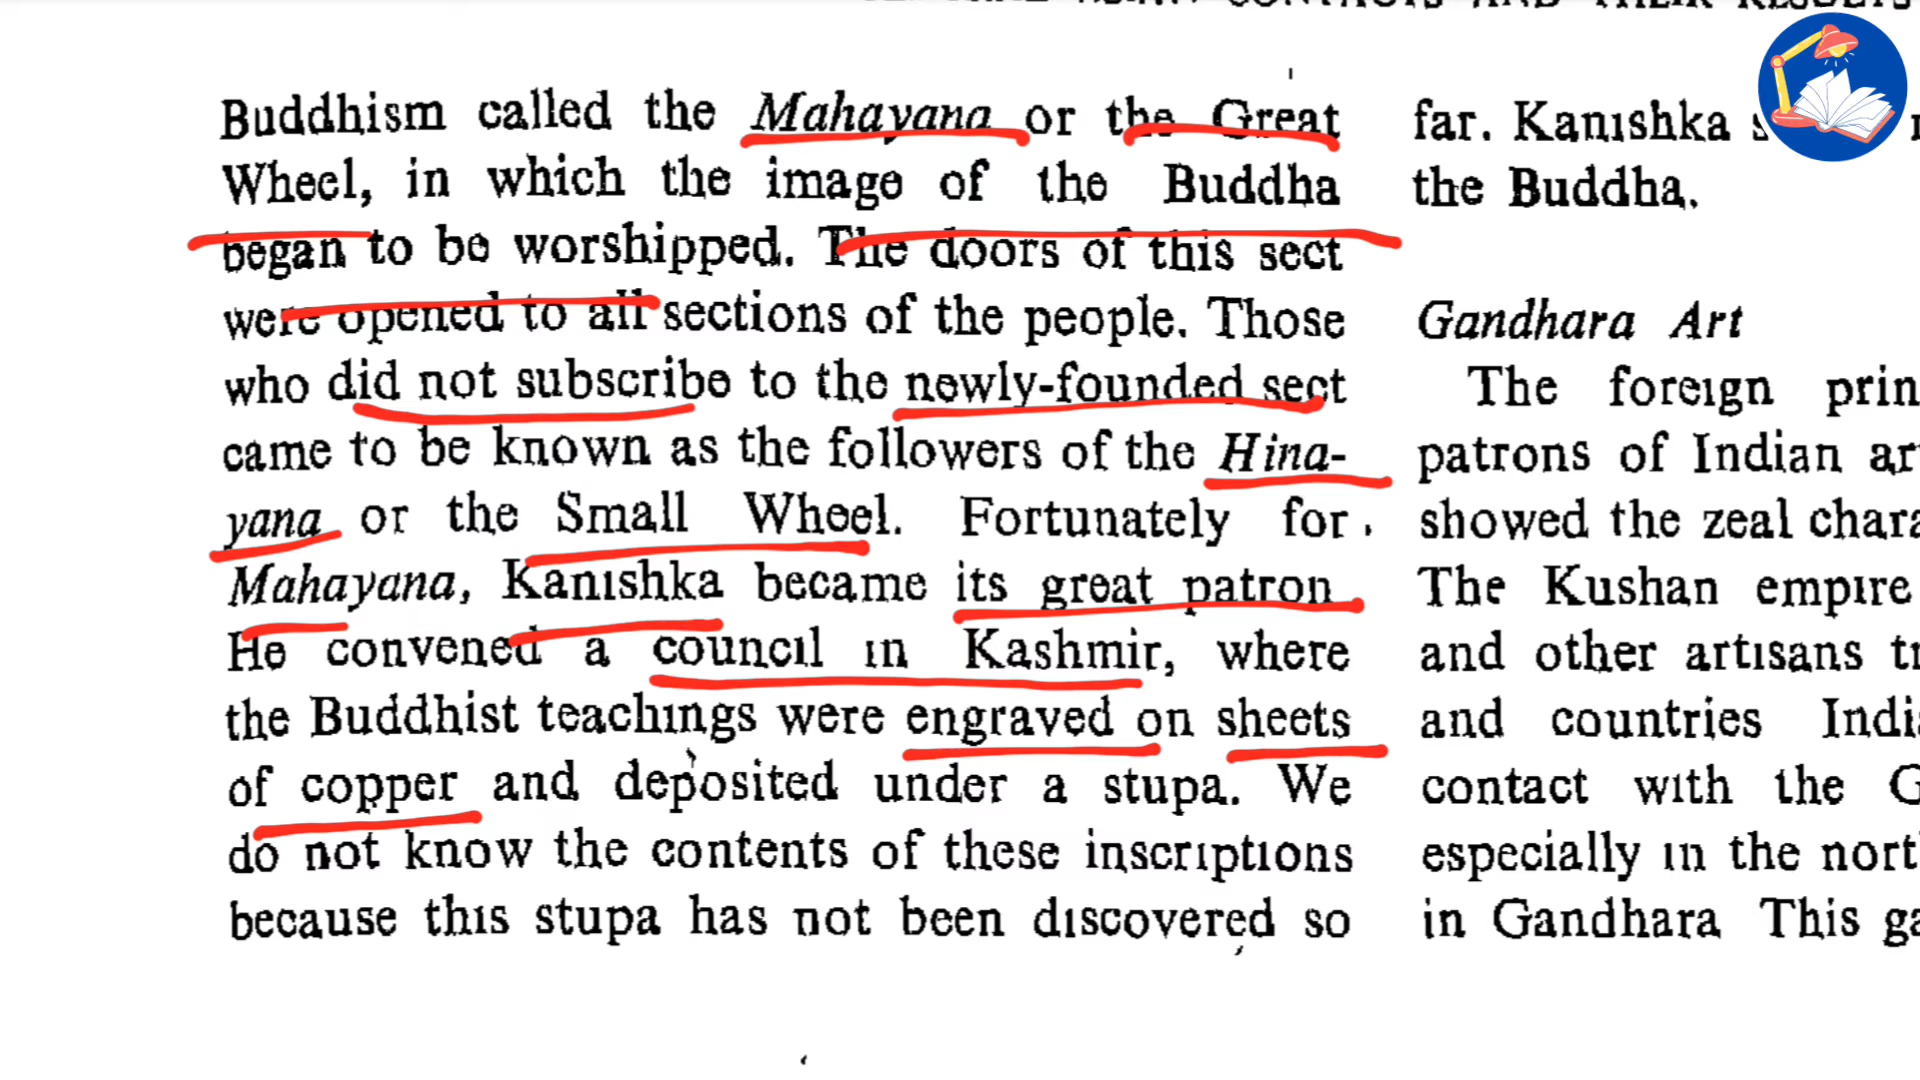 CONTACTS AND THEIR RESULTS
Buddhism called the Mahayana or the Great
Wheel, in which the image of the Buddha
began to be worshipped. The doors of this sect
were opened to all sections of the people. Those
who did not subscribe to the newly-founded sect
came to be known as the followers of the Hina-
yana or the Small Wheel. Fortunately for
Mahayana, Kanishka became its great patron
He convened a council in Kashmir, where
the Buddhist teachings were engraved on sheets
of copper and deposited under a stupa. We
do not know the contents of these inscriptions
because this stupa has not been discovered so
far. Kanishka
the Buddha.
Gandhara Art
The foreign prin
patrons of Indian ar
showed the zeal chara
The Kushan empire
and other artisans tr
and countries India
contact with the G
especially in the nort
in Gandhara This ga